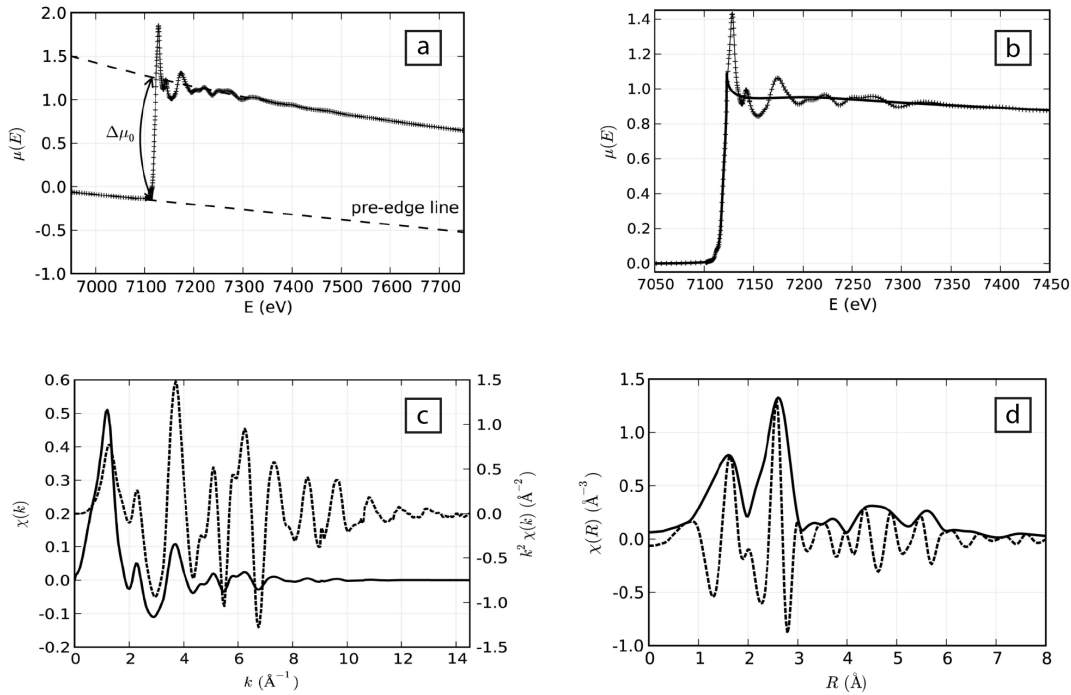 a
2.0
1.5
1.0
0.5
0.0
-0.5
-1.0
μ(E)
Δμ₀
pre-edge line
7000 7100 7200 7300 7400 7500 7600 7700
E (eV)
b
1.4
1.2
1.0
0.8
0.6
0.4
0.2
0.0
μ(E)
7050 7100 7150 7200 7250 7300 7350 7400 7450
E (eV)
c
0.6
0.5
0.4
0.3
0.2
0.1
0.0
-0.1
-0.2
χ(k)
1.5
1.0
0.5
0.0
-0.5
-1.0
-1.5
k² χ(k) (Å⁻²)
0 2 4 6 8 10 12 14
k (Å⁻¹)
d
1.5
1.0
0.5
0.0
-0.5
-1.0
χ(R) (Å⁻³)
0 1 2 3 4 5 6 7 8
R (Å)